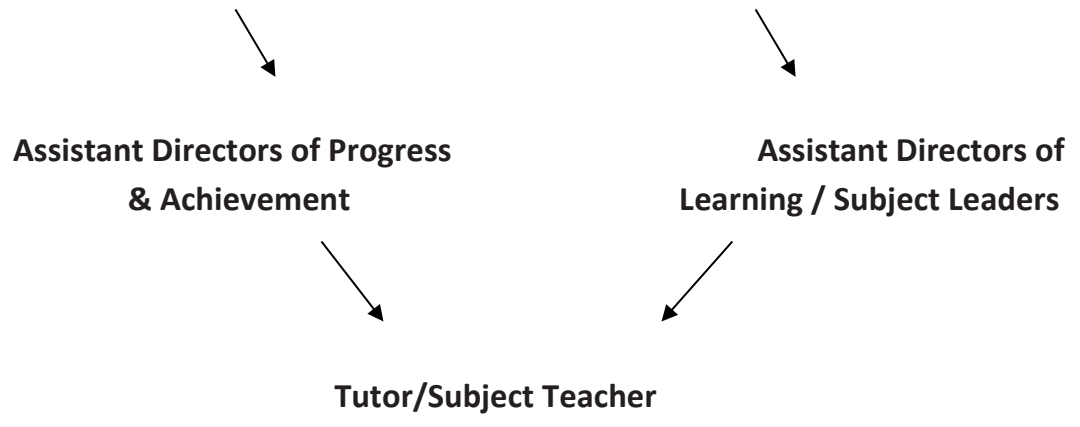 Assistant Directors of Progress
& Achievement
Assistant Directors of
Learning / Subject Leaders
Tutor/Subject Teacher